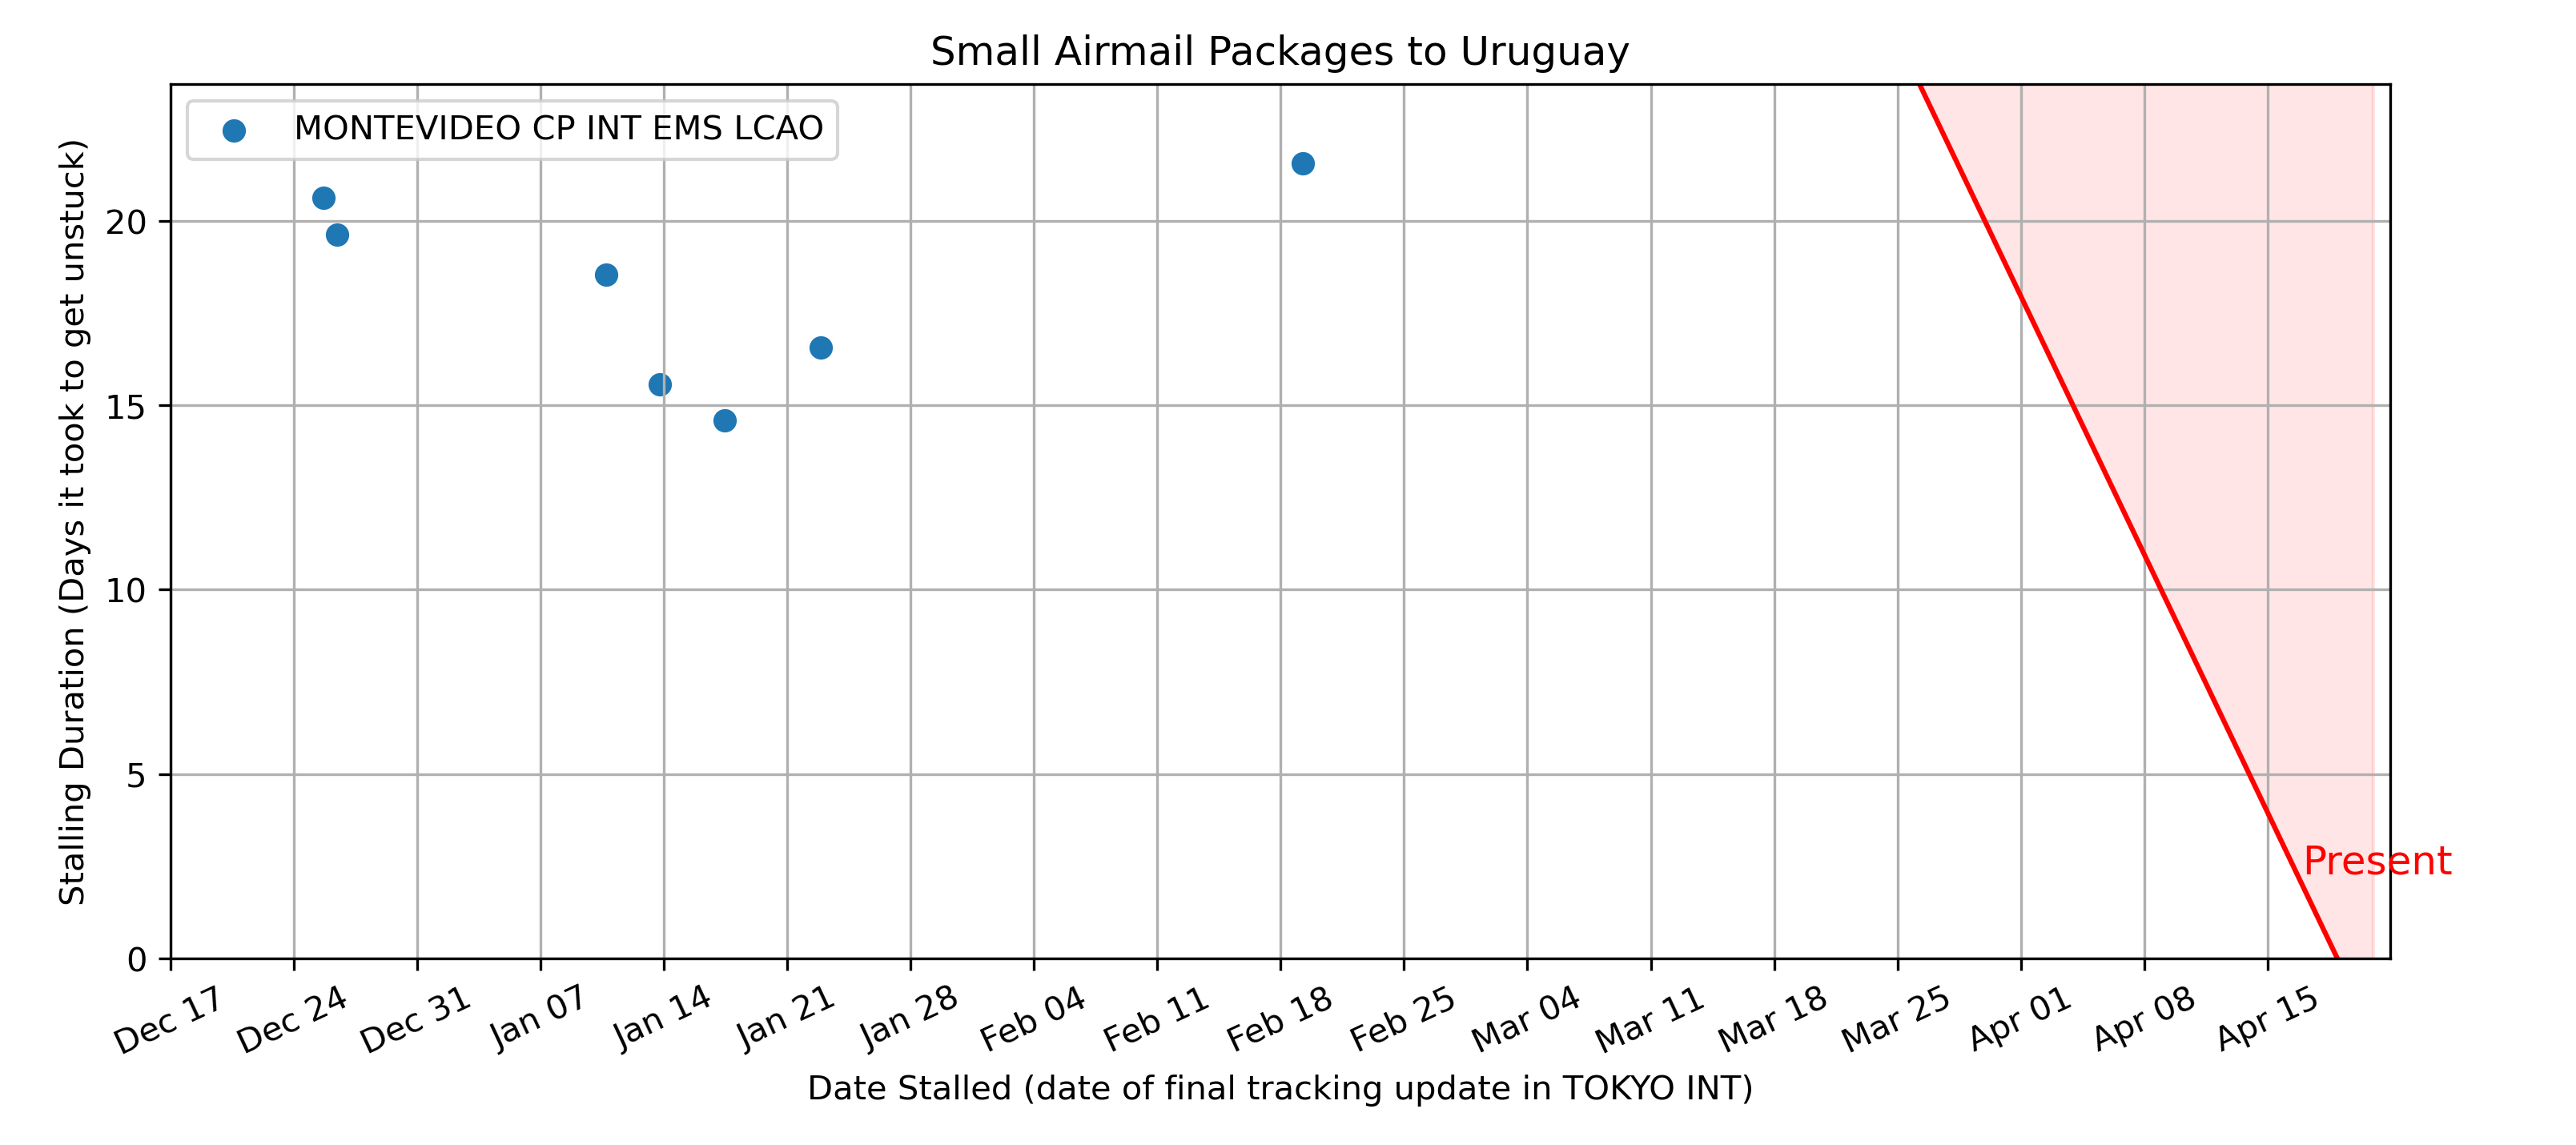 Small Airmail Packages to Uruguay
MONTEVIDEO CP INT EMS LCAO
Stalling Duration (Days it took to get unstuck)
20
15
10
5
0
Present
Dec 17
Dec 24
Dec 31
Jan 07
Jan 14
Jan 21
Jan 28
Feb 04
Feb 11
Feb 18
Feb 25
Mar 04
Mar 11
Mar 18
Mar 25
Apr 01
Apr 08
Apr 15
Date Stalled (date of final tracking update in TOKYO INT)